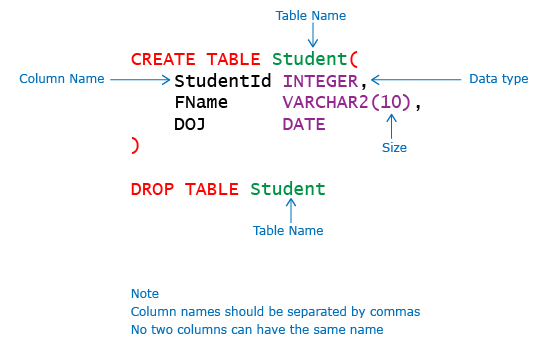 Table Name
CREATE TABLE Student(
Column Name StudentId INTEGER, Data type
FName VARCHAR2(10),
DOJ DATE
)
Size
DROP TABLE Student
Table Name
Note
Column names should be separated by commas
No two columns can have the same name